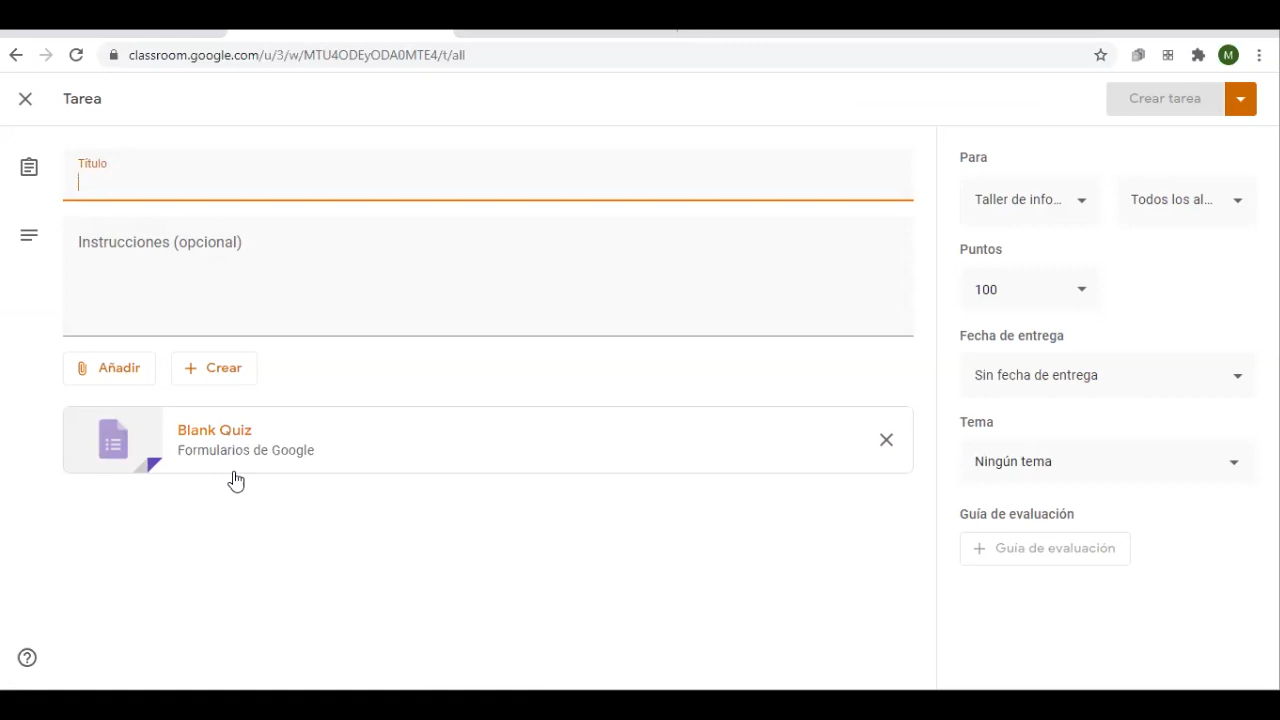 classroom.google.com/u/3/w/MTU4ODEyODA0MTE4/t/all
M
Tarea
Crear tarea
Título
Instrucciones (opcional)
Añadir
Crear
Blank Quiz
Formularios de Google
Para
Taller de info...
Todos los al...
Puntos
100
Fecha de entrega
Sin fecha de entrega
Tema
Ningún tema
Guía de evaluación
Guía de evaluación